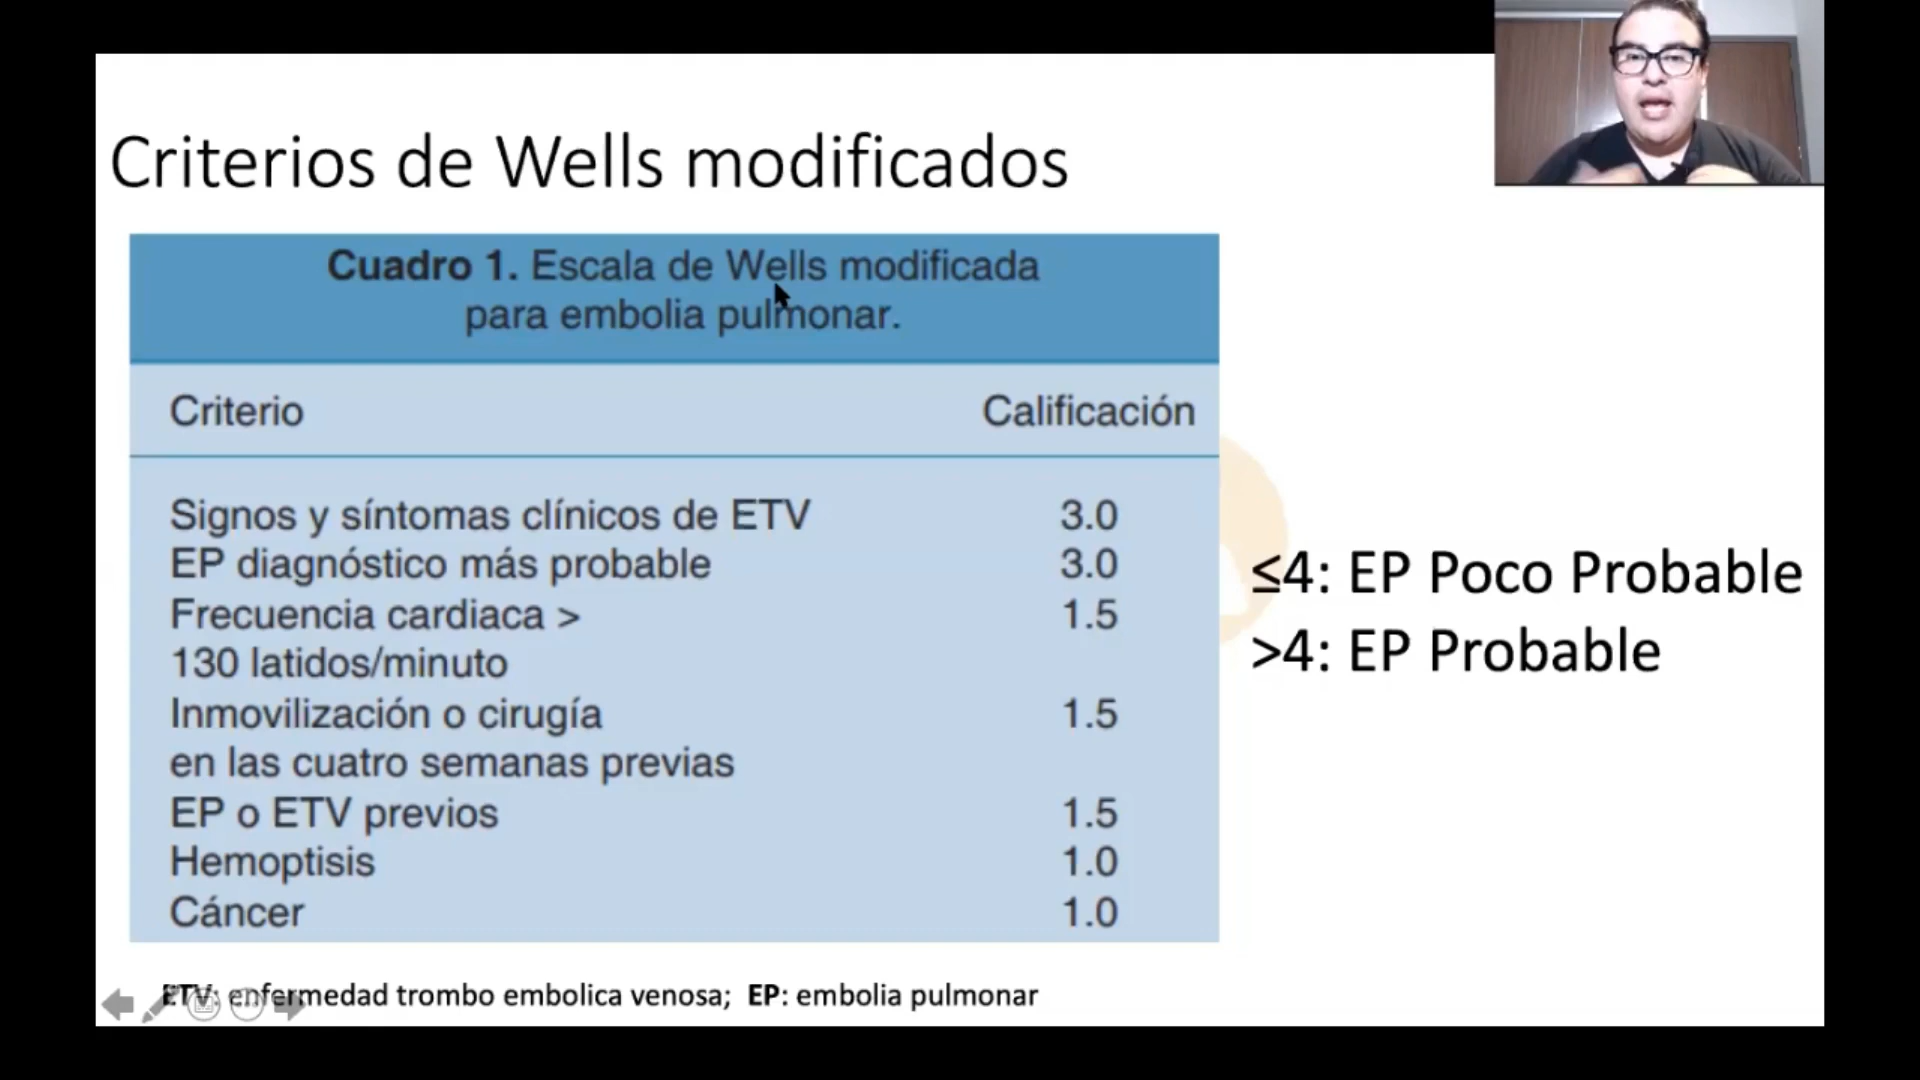 Criterios de Wells modificados
Cuadro 1. Escala de Wells modificada
para embolia pulmonar.
Criterio Calificación
Signos y síntomas clínicos de ETV 3.0
EP diagnóstico más probable 3.0
Frecuencia cardiaca > 1.5
130 latidos/minuto
Inmovilización o cirugía 1.5
en las cuatro semanas previas
EP o ETV previos 1.5
Hemoptisis 1.0
Cáncer 1.0
≤4: EP Poco Probable
>4: EP Probable
ETV: enfermedad trombo embolica venosa; EP: embolia pulmonar